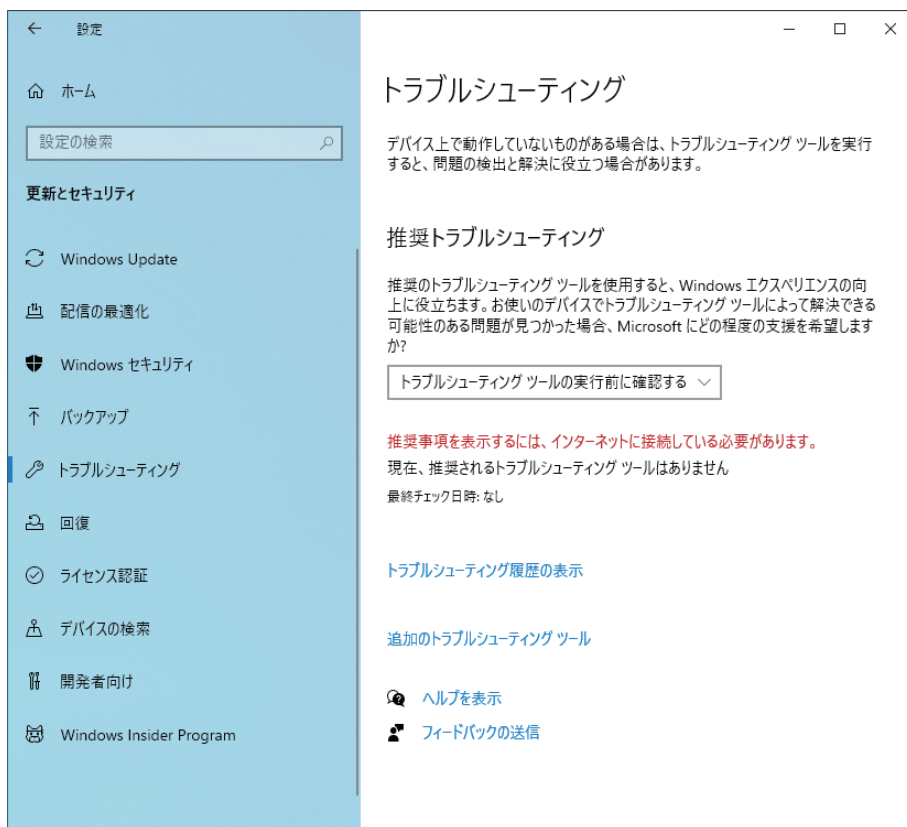 設定
ホーム
設定の検索
更新とセキュリティ
Windows Update
配信の最適化
Windows セキュリティ
バックアップ
トラブルシューティング
回復
ライセンス認証
デバイスの検索
開発者向け
Windows Insider Program
トラブルシューティング
デバイス上で動作していないものがある場合は、トラブルシューティング ツールを実行
すると、問題の検出と解決に役立つ場合があります。
推奨トラブルシューティング
推奨のトラブルシューティング ツールを使用すると、Windows エクスペリエンスの向
上に役立ちます。お使いのデバイスでトラブルシューティング ツールによって解決できる
可能性のある問題が見つかった場合、Microsoft にどの程度の支援を希望します
か?
トラブルシューティング ツールの実行前に確認する
推奨事項を表示するには、インターネットに接続している必要があります。
現在、推奨されるトラブルシューティング ツールはありません
最終チェック日時: なし
トラブルシューティング履歴の表示
追加のトラブルシューティング ツール
ヘルプを表示
フィードバックの送信